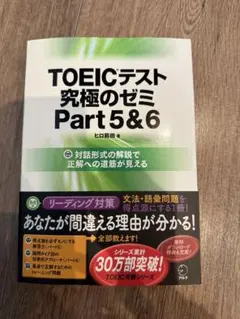 TOEICテスト
究極のゼミ
Part 5 & 6
ヒロ前田 著
対話形式の解説で
正解への道筋が見える
リーディング対策
文法・語彙問題を
得点源にする1冊!
あなたが間違える理由が分かる!
全部教えます!
シリーズ累計
30万部突破!
アルク